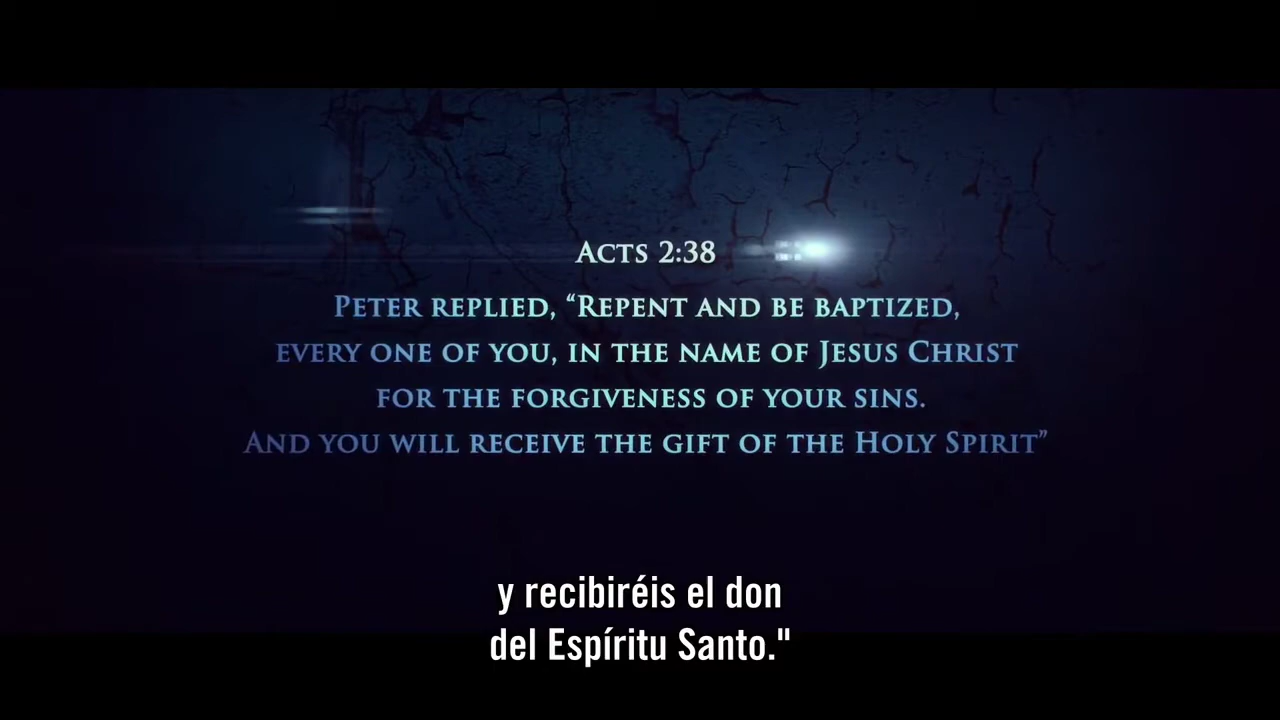 Acts 2:38
Peter replied, “Repent and be baptized,
every one of you, in the name of Jesus Christ
for the forgiveness of your sins.
And you will receive the gift of the Holy Spirit”
y recibiréis el don
del Espíritu Santo."